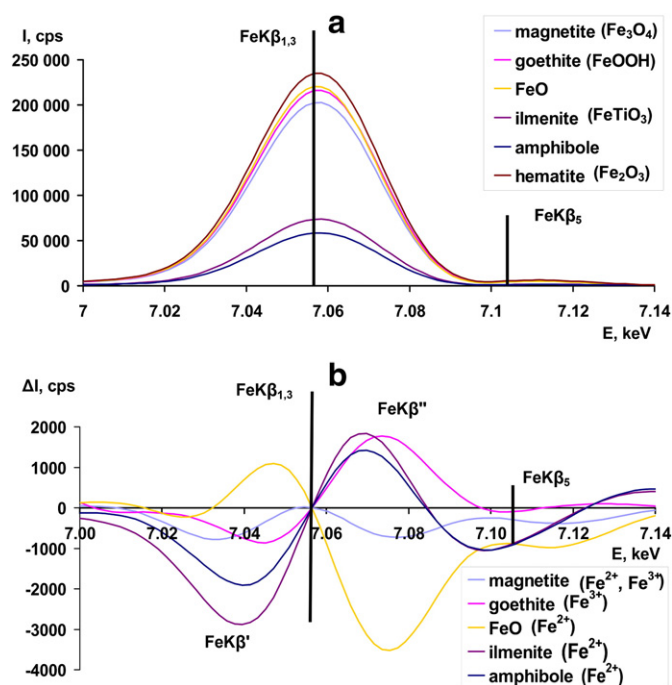 I, cps
a
FeKβ₁,₃
250 000
200 000
150 000
100 000
50 000
0
7 7.02 7.04 7.06 7.08 7.1 7.12 7.14
E, keV
FeKβ₅
magnetite (Fe₃O₄)
goethite (FeOOH)
FeO
ilmenite (FeTiO₃)
amphibole
hematite (Fe₂O₃)
ΔI, cps
b
FeKβ₁,₃
FeKβ"
FeKβ₅
2000
1000
0
-1000
-2000
-3000
-4000
7.00 7.02 7.04 7.06 7.08 7.10 7.12 7.14
E, keV
FeKβ'
magnetite (Fe²⁺, Fe³⁺)
goethite (Fe³⁺)
FeO (Fe²⁺)
ilmenite (Fe²⁺)
amphibole (Fe²⁺)